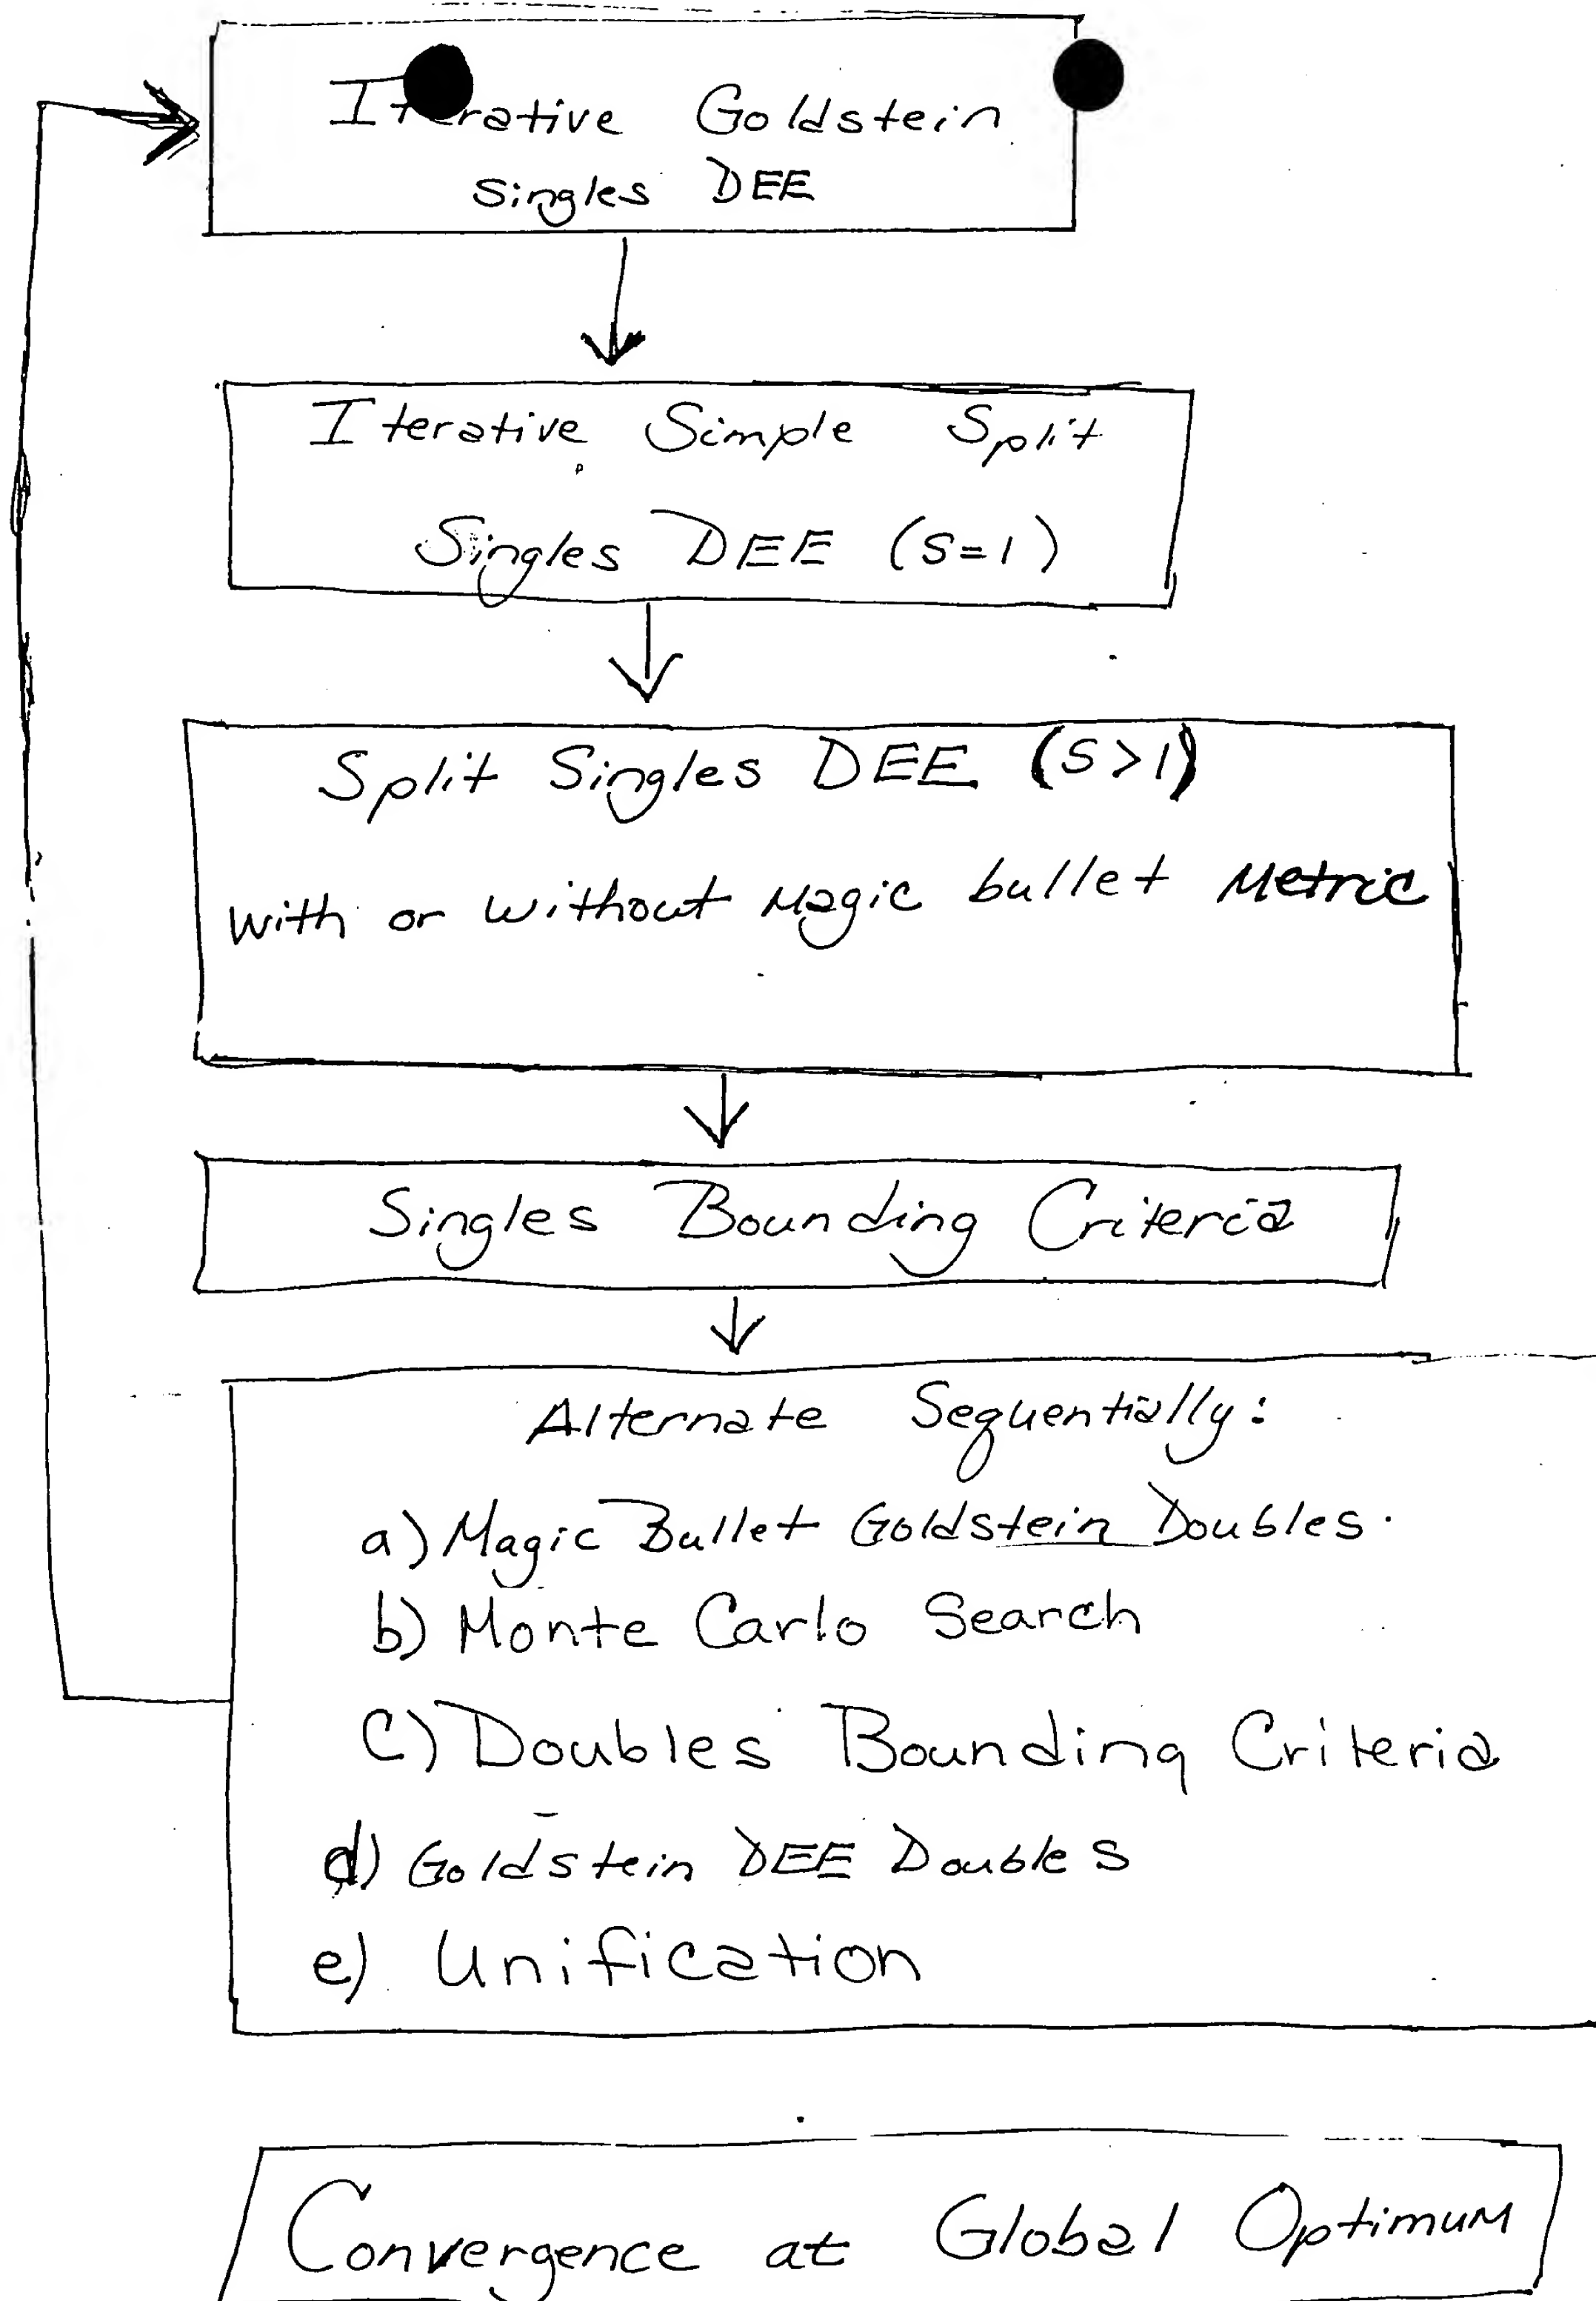 Iterative Goldstein
Singles DEE
Iterative Simple Split
Singles DEE (S=1)
Split Singles DEE (S>1)
with or without Magic bullet Metric
Singles Bounding Criteria
Alternate Sequentially:
a) Magic Bullet Goldstein Doubles.
b) Monte Carlo Search
c) Doubles Bounding Criteria
d) Goldstein DEE Doubles
e) Unification
Convergence at Global Optimum